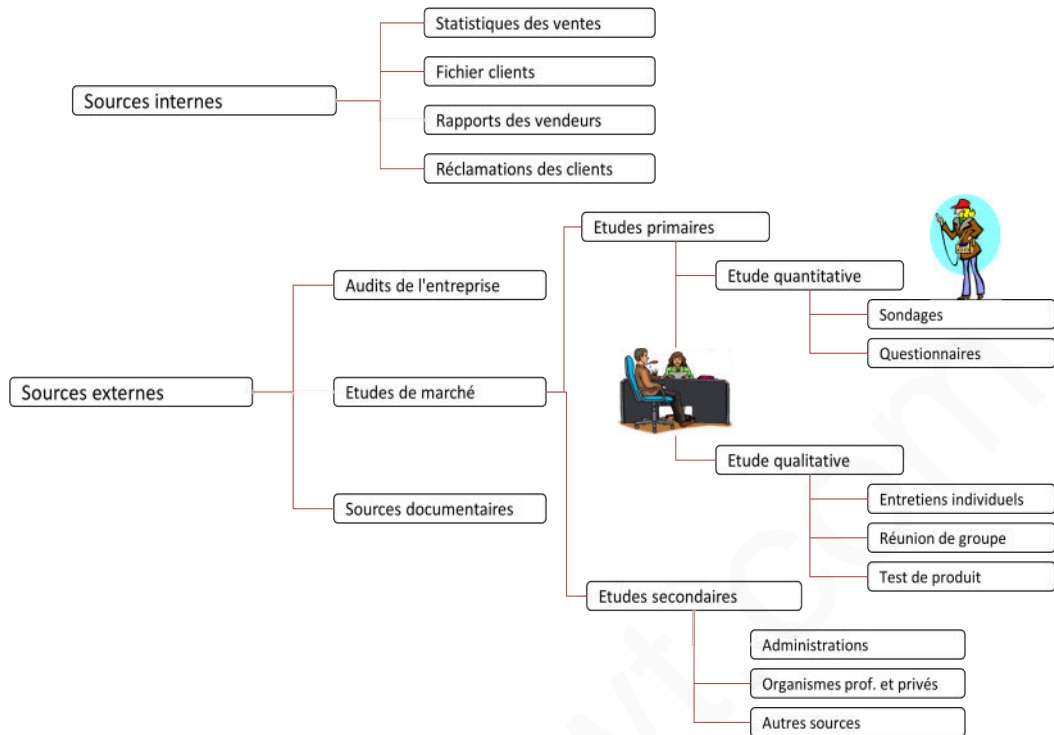 Sources internes
Statistiques des ventes
Fichier clients
Rapports des vendeurs
Réclamations des clients
Sources externes
Audits de l'entreprise
Etudes de marché
Sources documentaires
Etudes primaires
Etude quantitative
Sondages
Questionnaires
Etude qualitative
Entretiens individuels
Réunion de groupe
Test de produit
Etudes secondaires
Administrations
Organismes prof. et privés
Autres sources